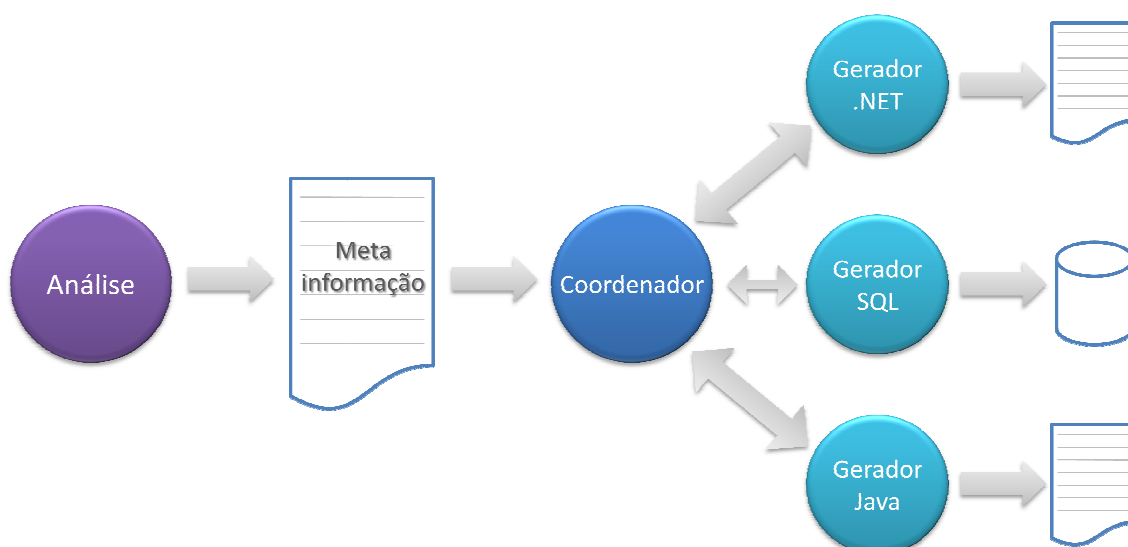 Gerador
.NET
Análise
Meta
informação
Coordenador
Gerador
SQL
Gerador
Java